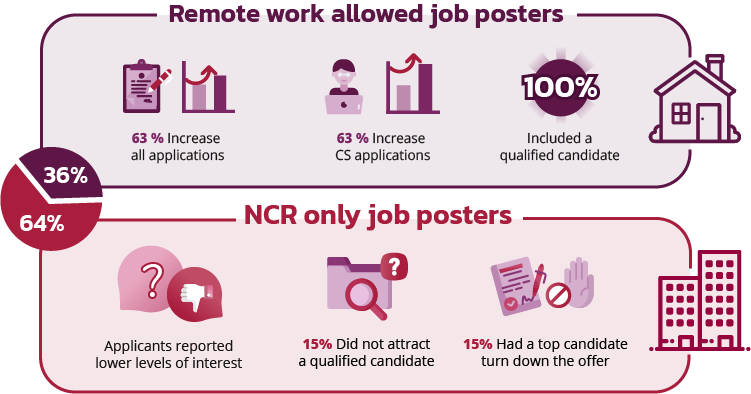 Remote work allowed job posters
100%
63 % Increase
all applications
63 % Increase
CS applications
Included a
qualified candidate
36%
64%
NCR only job posters
?
?
Applicants reported
lower levels of interest
15% Did not attract
a qualified candidate
15% Had a top candidate
turn down the offer